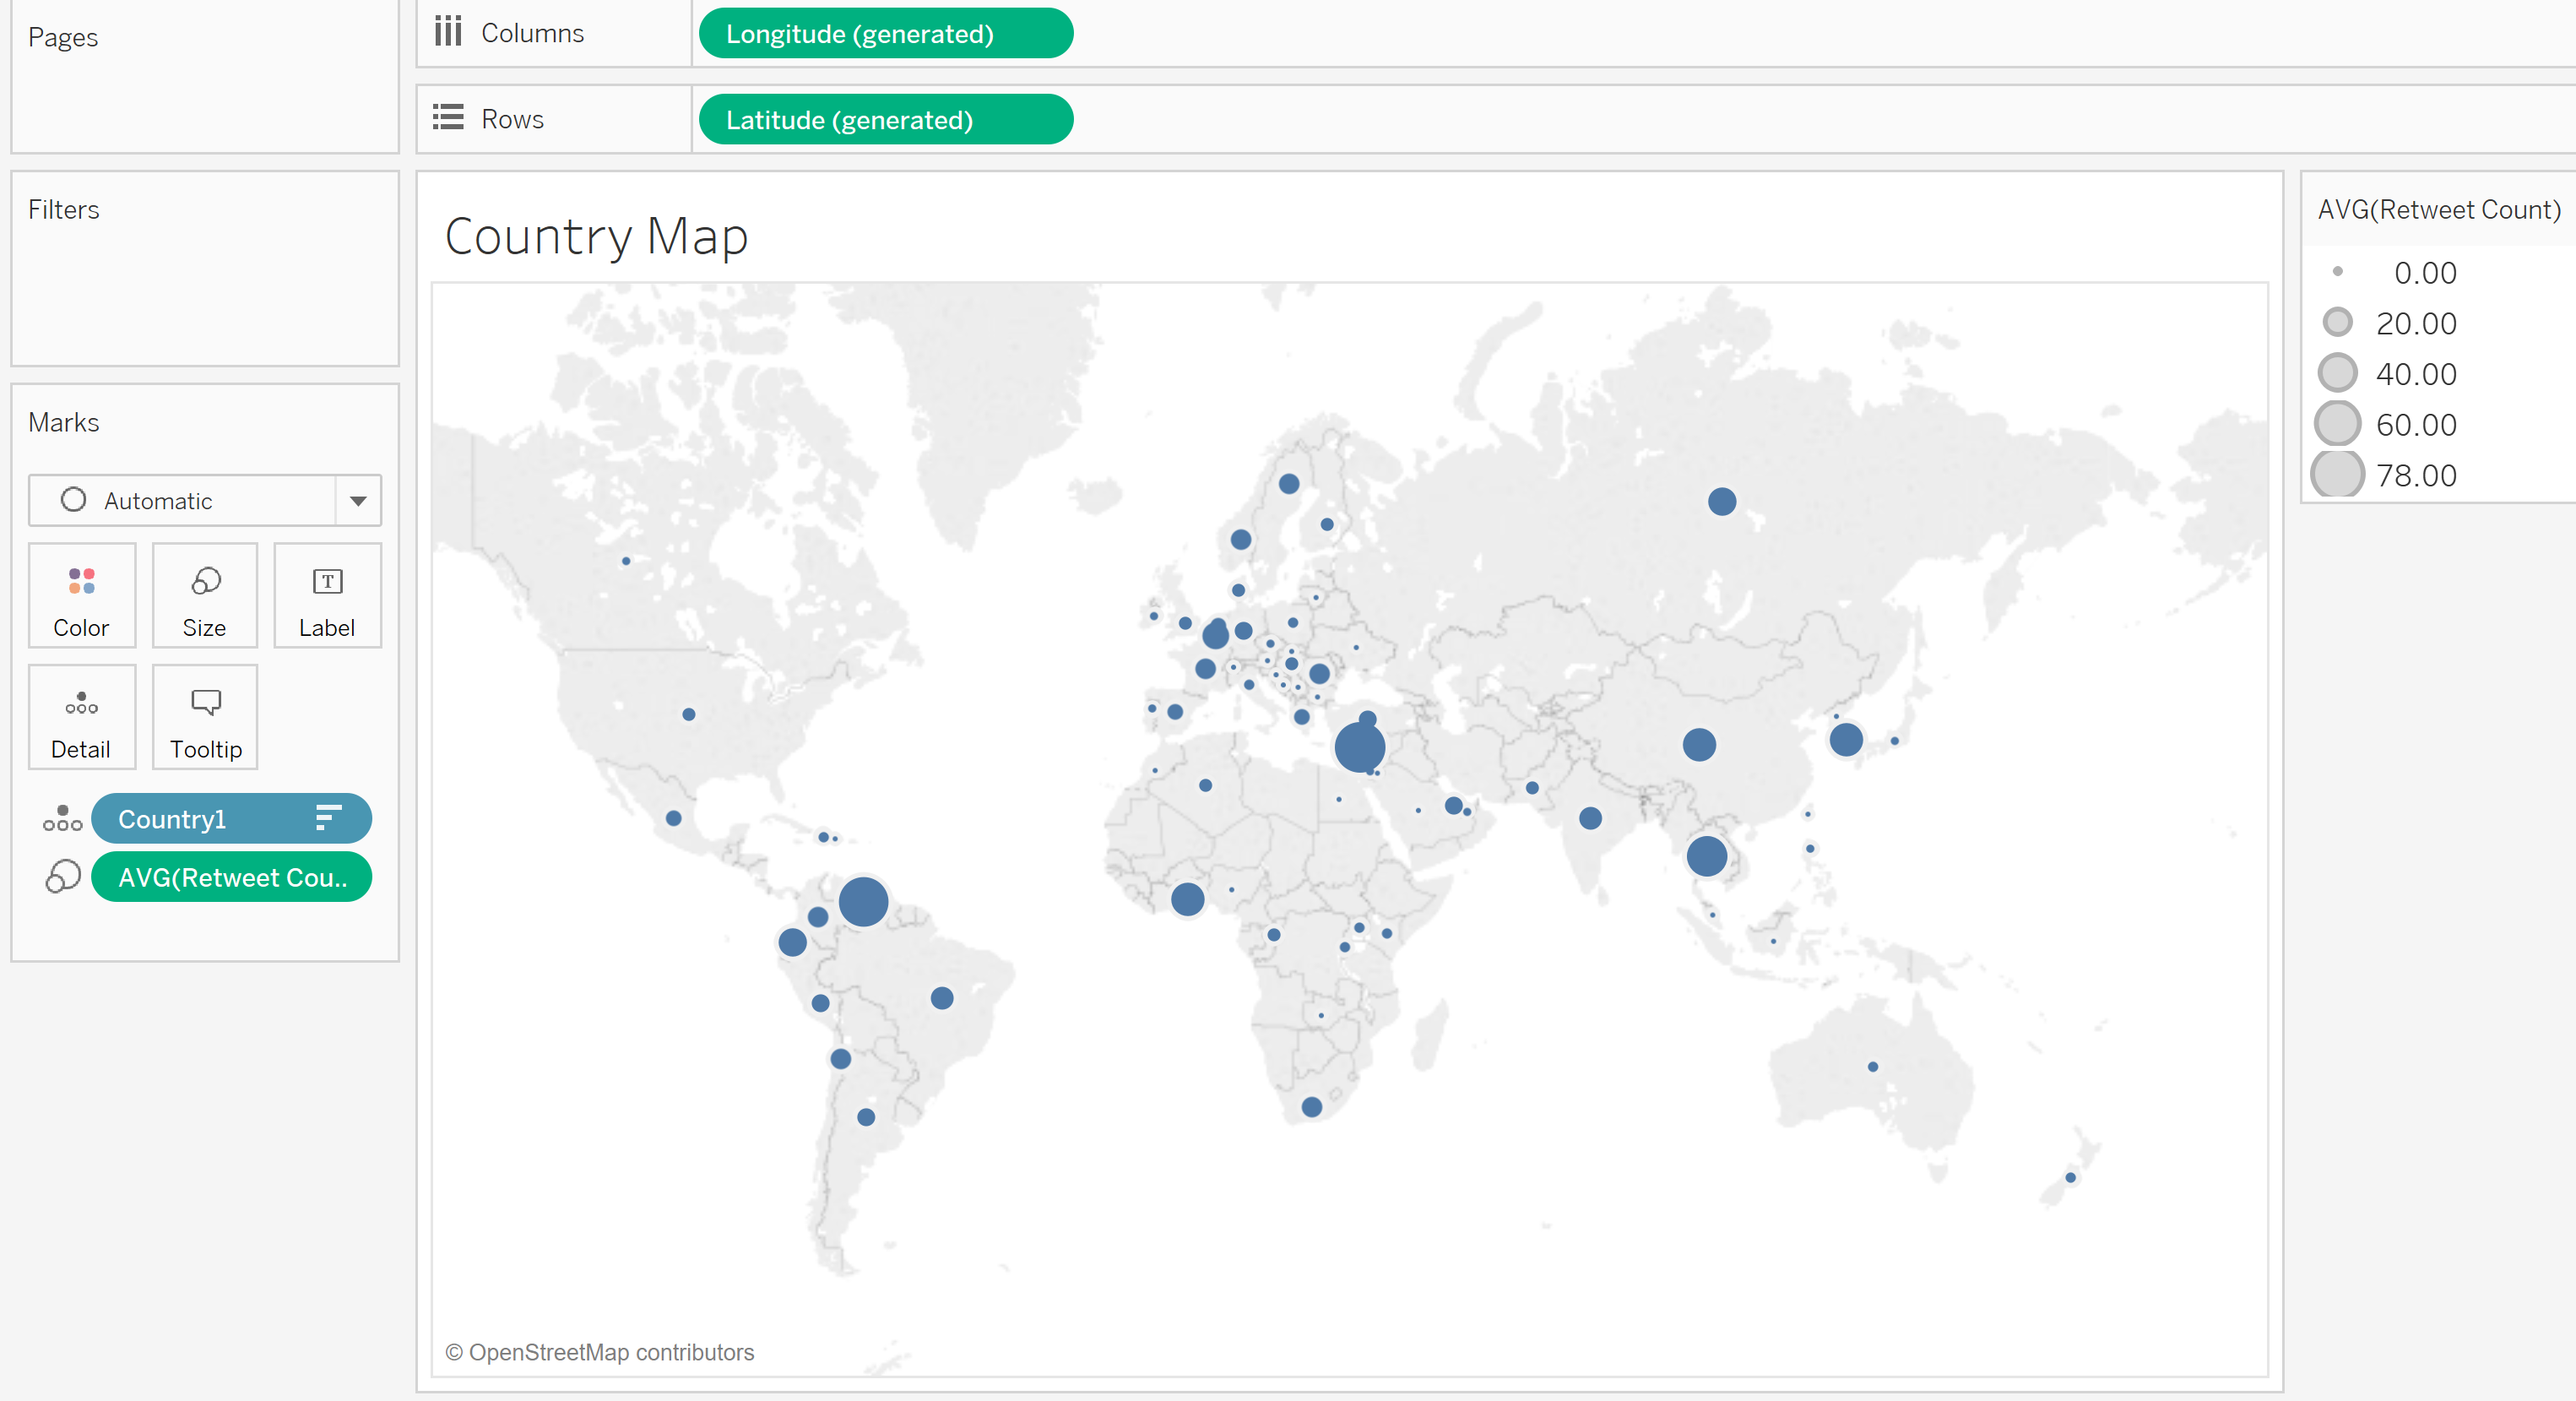 Pages
Columns
Longitude (generated)
Rows
Latitude (generated)
Filters
Country Map
AVG(Retweet Count)
0.00
20.00
40.00
60.00
78.00
Marks
Automatic
Color
Size
T
Label
Detail
Tooltip
Country1
AVG(Retweet Cou..
© OpenStreetMap contributors